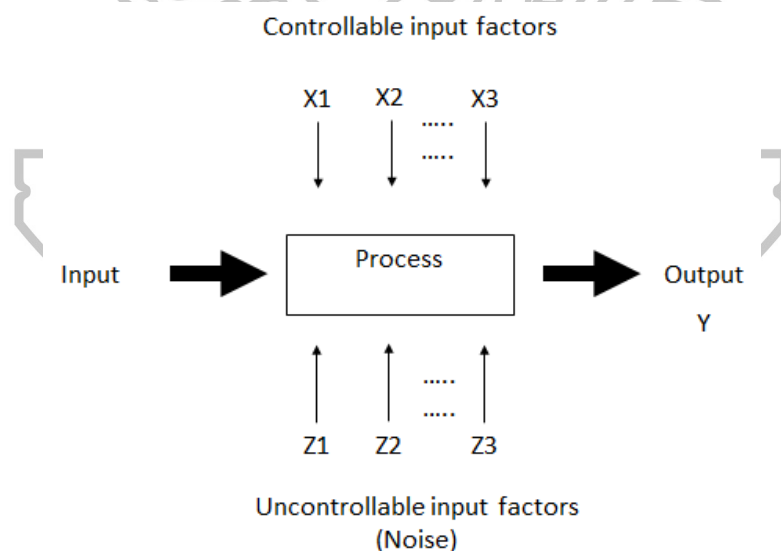 Controllable input factors
X1 X2 ..... X3
.....
Process
Input
Output
Y
.....
.....
Z1 Z2 Z3
Uncontrollable input factors
(Noise)